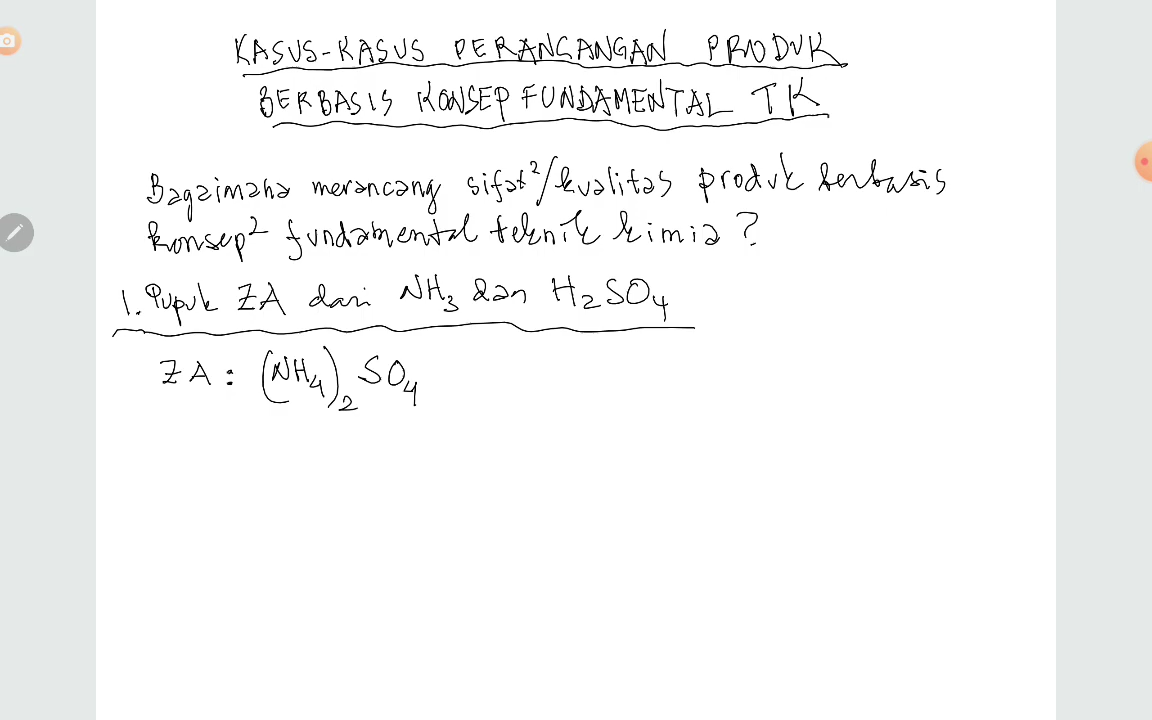 KASUS-KASUS PERANCANGAN PRODUK
BERBASIS KONSEP FUNDAMENTAL TK
Bagaimana merancang sifat²/kualitas produk berbasis
konsep² fundamental teknik kimia?
1. Pupuk ZA dari NH₃ dan H₂SO₄
ZA : (NH₄)₂ SO₄